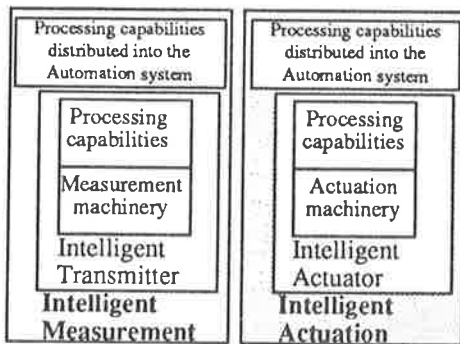 Processing capabilities
distributed into the
Automation system
Processing
capabilities
Measurement
machinery
Intelligent
Transmitter
Intelligent
Measurement
Processing capabilities
distributed into the
Automation system
Processing
capabilities
Actuation
machinery
Intelligent
Actuator
Intelligent
Actuation